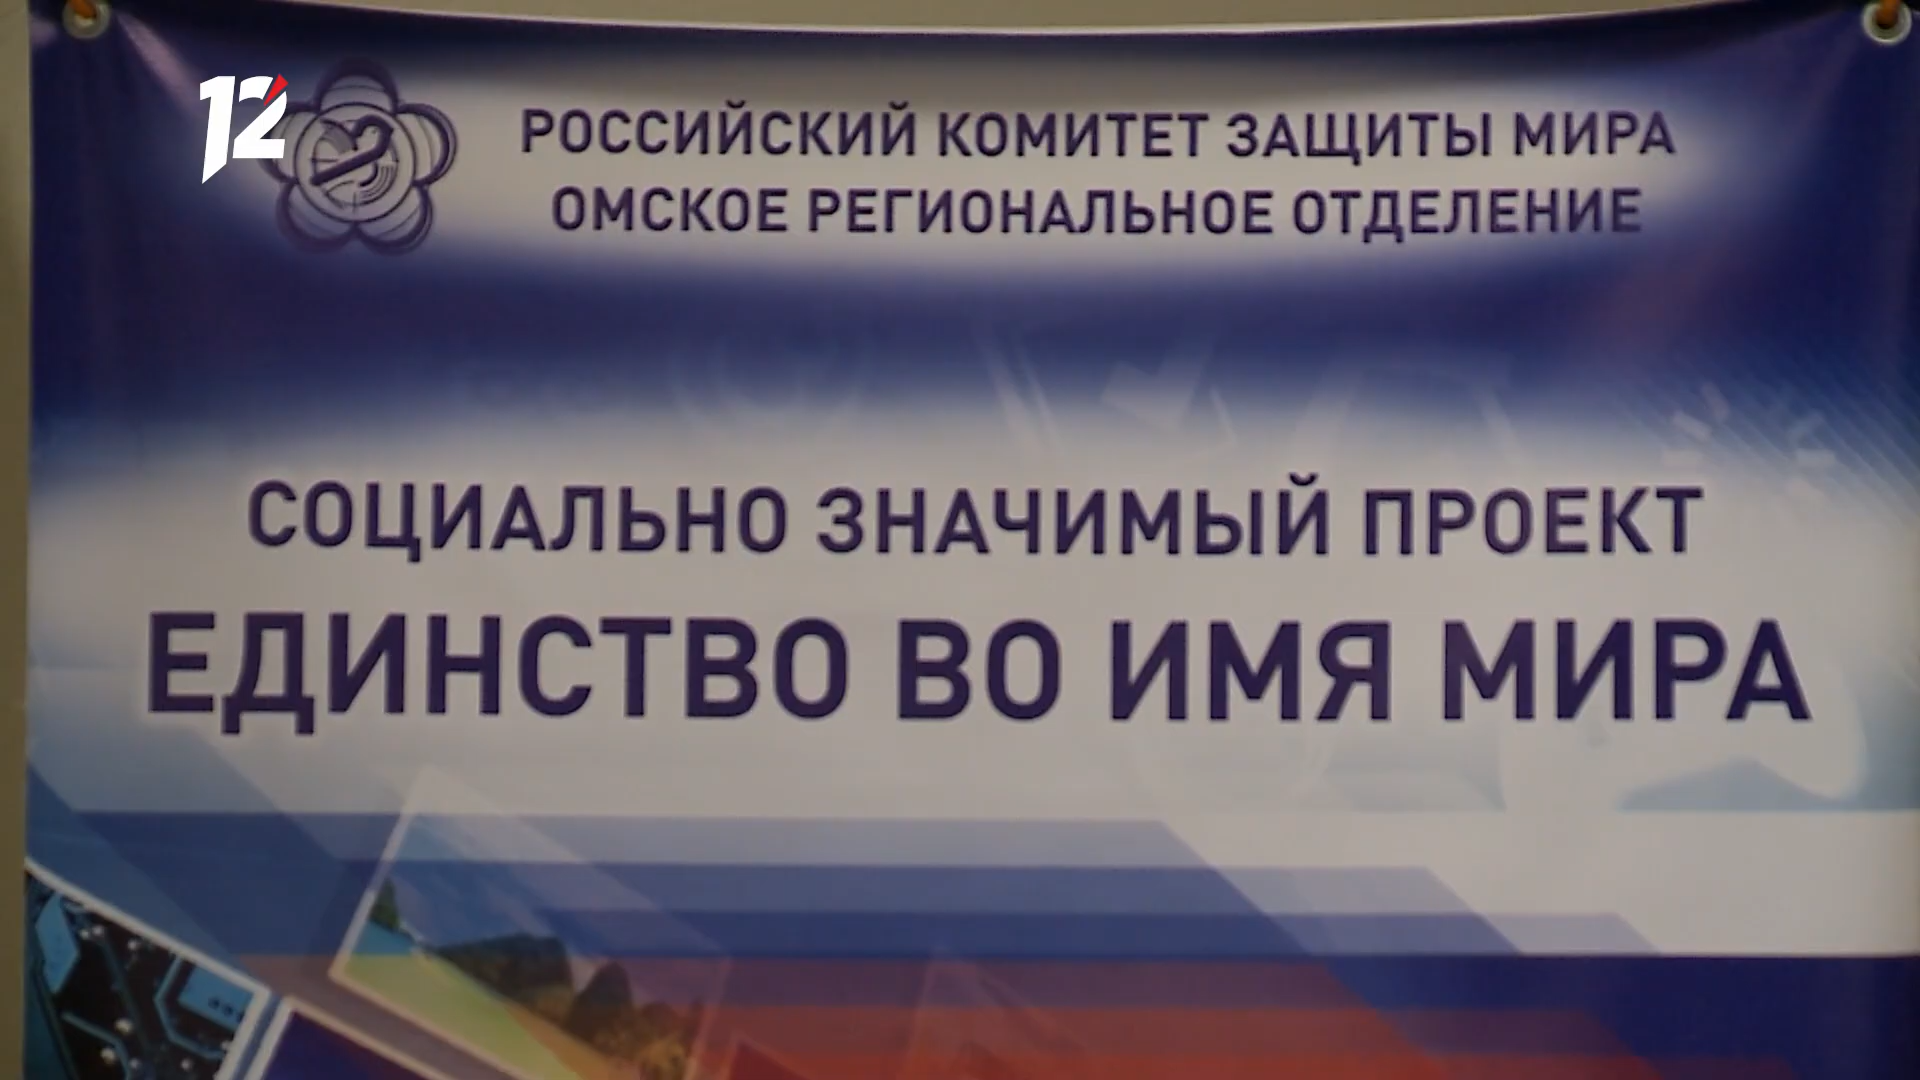 12
РОССИЙСКИЙ КОМИТЕТ ЗАЩИТЫ МИРА
ОМСКОЕ РЕГИОНАЛЬНОЕ ОТДЕЛЕНИЕ
СОЦИАЛЬНО ЗНАЧИМЫЙ ПРОЕКТ
ЕДИНСТВО ВО ИМЯ МИРА